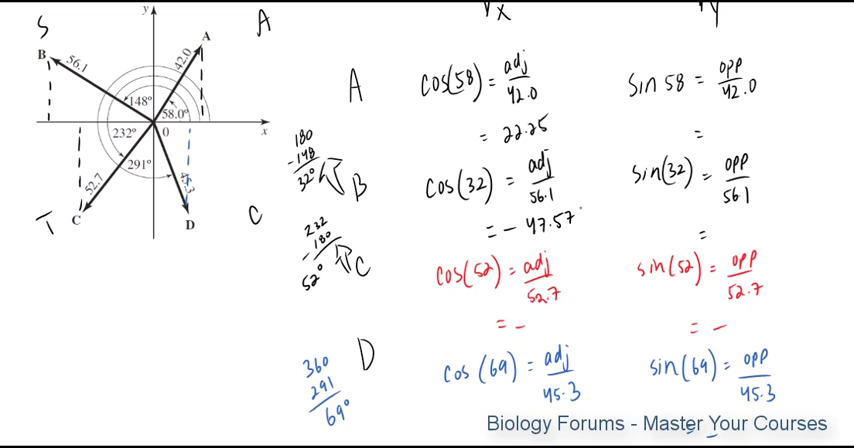 Vx
Vy
S
y
A
A
B
56.1
42.0
148°
58.0°
232°
0
x
291°
52.7
45.3
T
C
D
C
180
-148
32°
232
-180
52°
360
291
69°
A
cos(58) = adj/42.0
= 22.25
sin 58 = opp/42.0
=
B
cos(32) = adj/56.1
= - 47.57
sin(32) = opp/56.1
=
C
cos(52) = adj/52.7
= -
sin(52) = opp/52.7
= -
D
cos(69) = adj/45.3
sin(69) = opp/45.3
Biology Forums - Master Your Courses